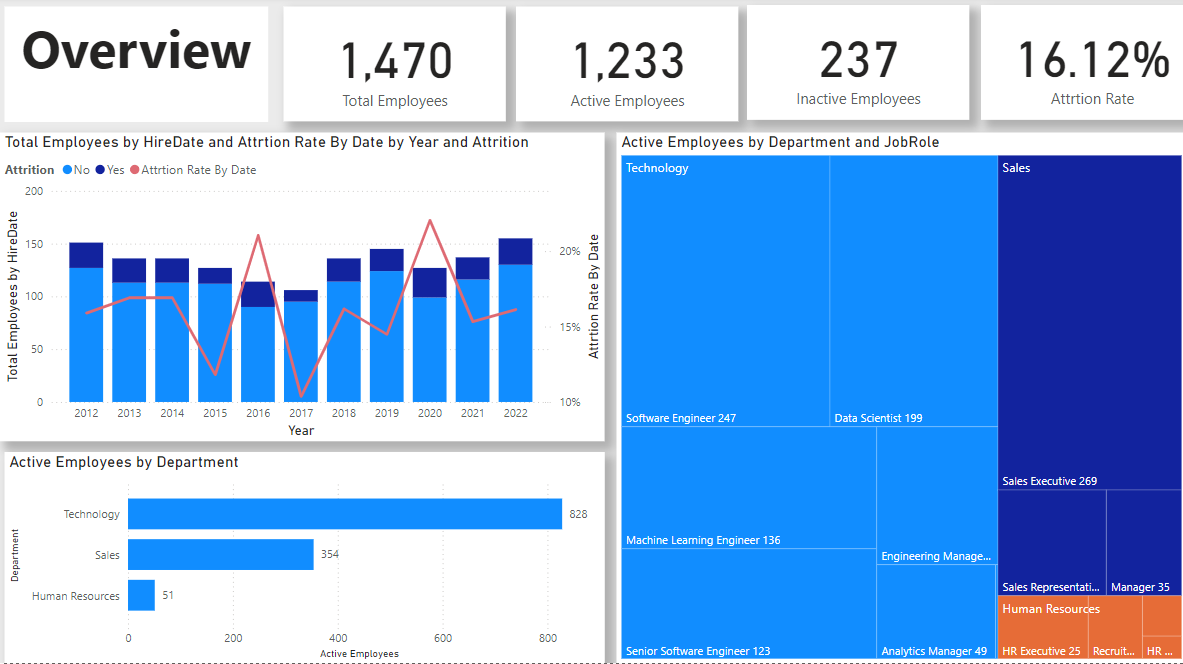 Overview
1,470
Total Employees
1,233
Active Employees
237
Inactive Employees
16.12%
Attrtion Rate
Total Employees by HireDate and Attrtion Rate By Date by Year and Attrition
Attrition No Yes Attrtion Rate By Date
Total Employees by HireDate
200
150
100
50
0
20%
15%
10%
Attrtion Rate By Date
2012 2013 2014 2015 2016 2017 2018 2019 2020 2021 2022
Year
Active Employees by Department
Department
Technology 828
Sales 354
Human Resources 51
0 200 400 600 800
Active Employees
Active Employees by Department and JobRole
Technology
Software Engineer 247
Data Scientist 199
Machine Learning Engineer 136
Engineering Manage...
Senior Software Engineer 123
Analytics Manager 49
Sales
Sales Executive 269
Sales Representati...
Manager 35
Human Resources
HR Executive 25
Recruit...
HR ...